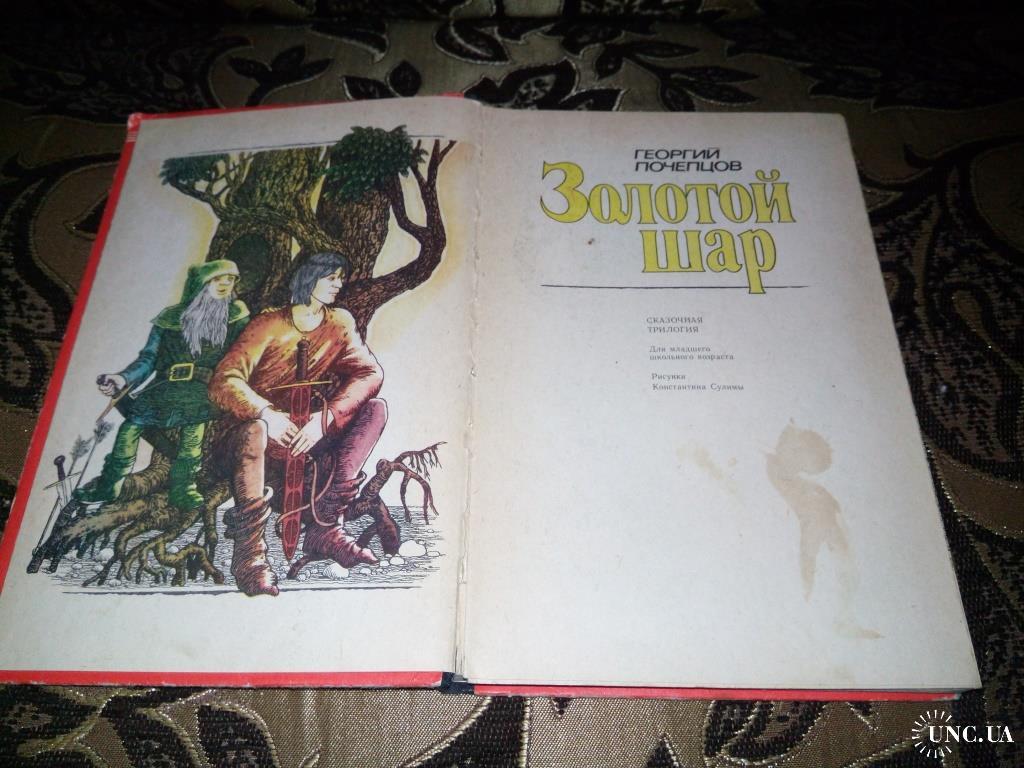 ГЕОРГИЙ
ПОЧЕПЦОВ
Золотой
шар
СКАЗОЧНАЯ
ТРИЛОГИЯ
Для младшего
школьного возраста
Рисунки
Константина Сулимы
UNC.UA